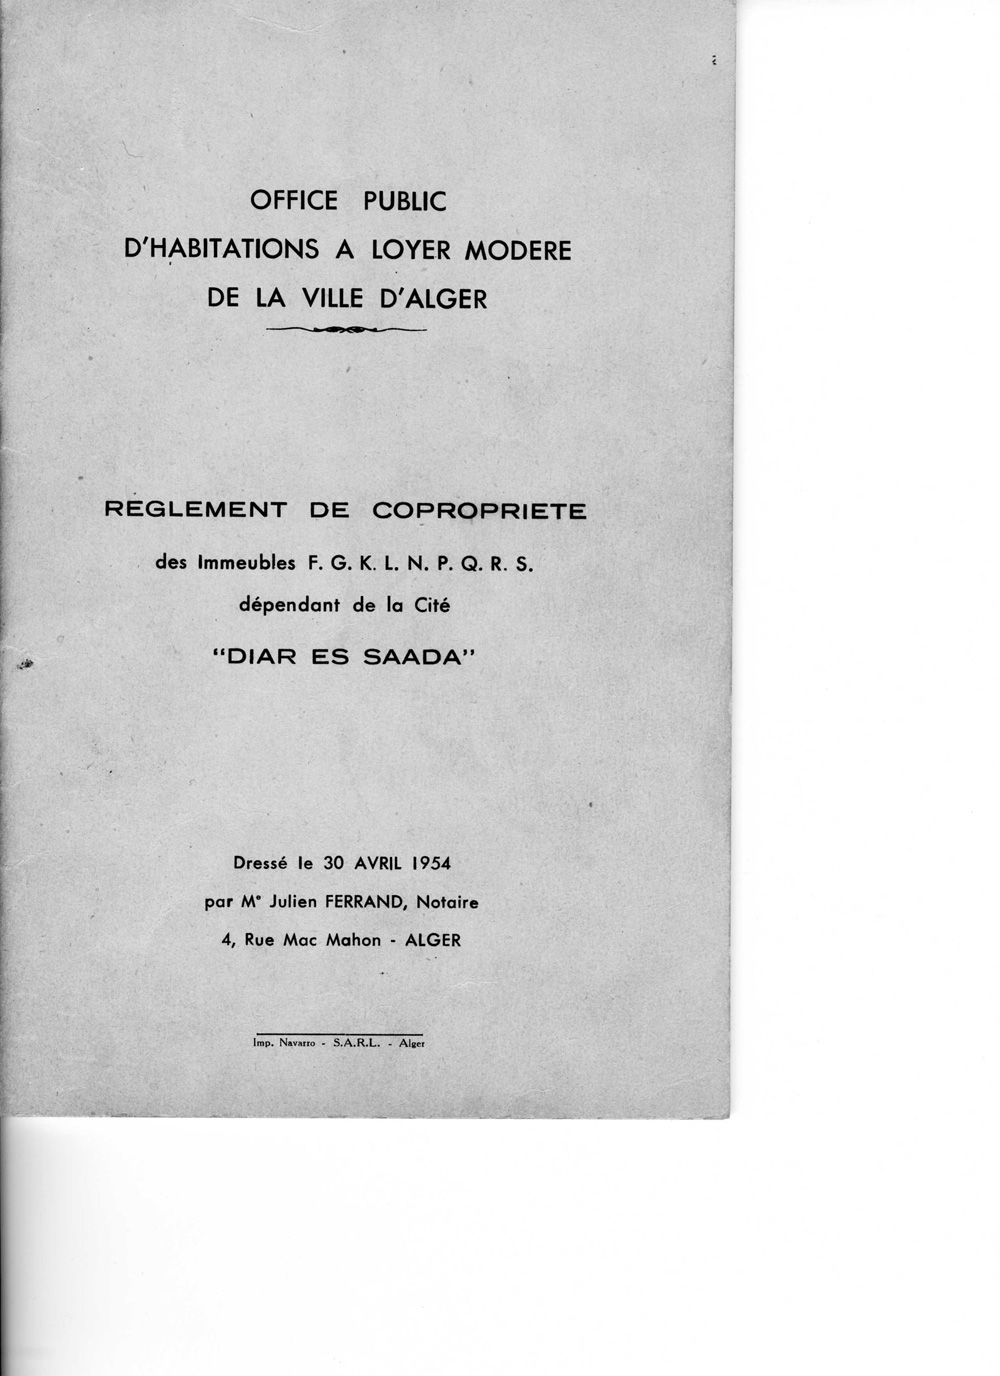 OFFICE PUBLIC
D'HABITATIONS A LOYER MODERE
DE LA VILLE D'ALGER
REGLEMENT DE COPROPRIETE
des Immeubles F. G. K. L. N. P. Q. R. S.
dépendant de la Cité
"DIAR ES SAADA"
Dressé le 30 AVRIL 1954
par Mᵉ Julien FERRAND, Notaire
4, Rue Mac Mahon - ALGER
Imp. Navarro - S.A.R.L. - Alger